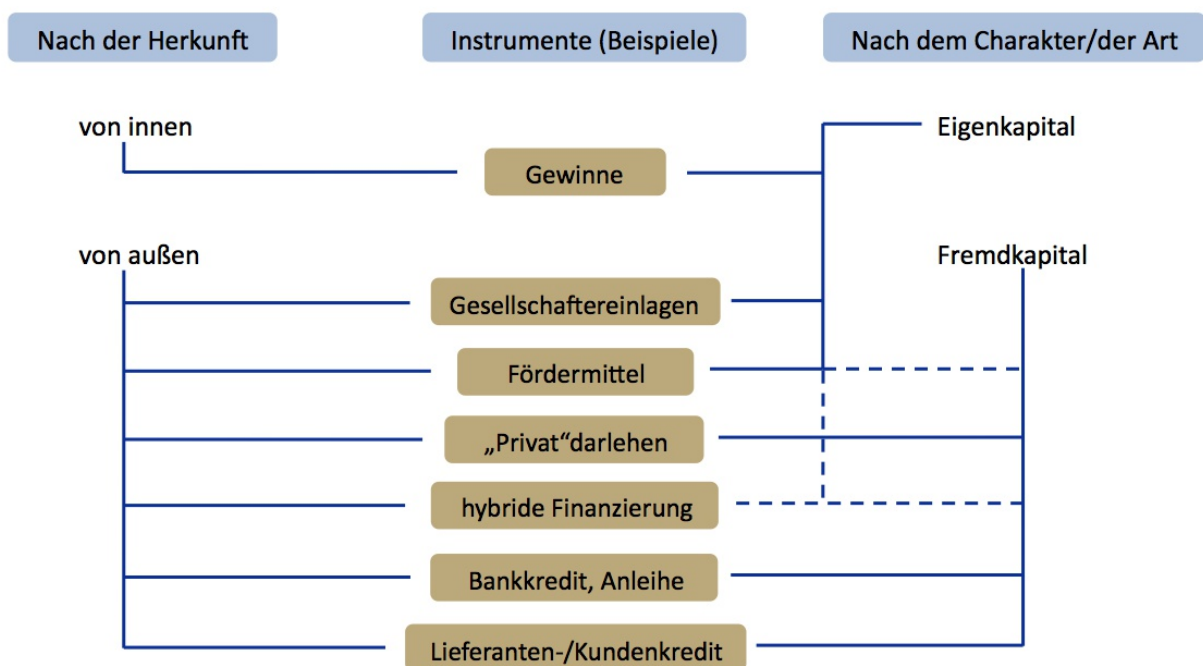 Nach der Herkunft
Instrumente (Beispiele)
Nach dem Charakter/der Art
von innen
Eigenkapital
Gewinne
von außen
Fremdkapital
Gesellschaftereinlagen
Fördermittel
„Privat“darlehen
hybride Finanzierung
Bankkredit, Anleihe
Lieferanten-/Kundenkredit